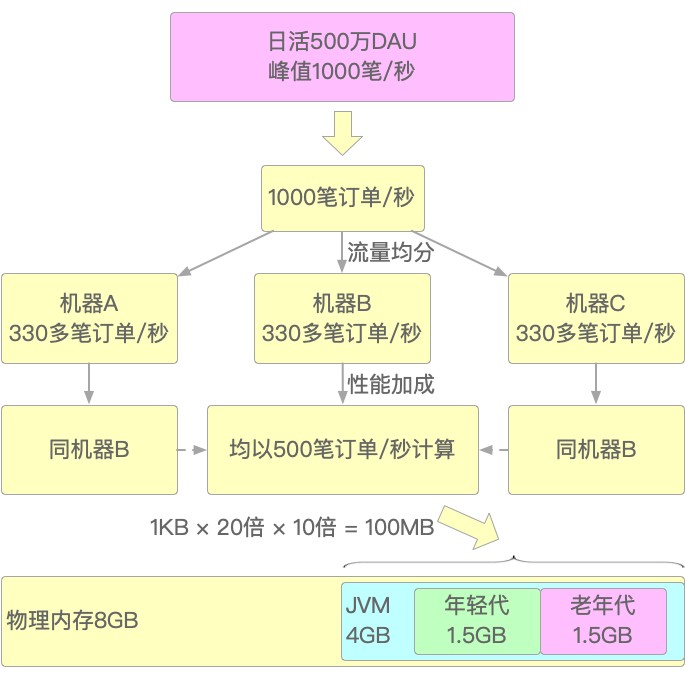 日活500万DAU
峰值1000笔/秒
1000笔订单/秒
流量均分
机器A
330多笔订单/秒
机器B
330多笔订单/秒
机器C
330多笔订单/秒
性能加成
同机器B
均以500笔订单/秒计算
同机器B
1KB × 20倍 × 10倍 = 100MB
物理内存8GB
JVM
4GB
年轻代
1.5GB
老年代
1.5GB